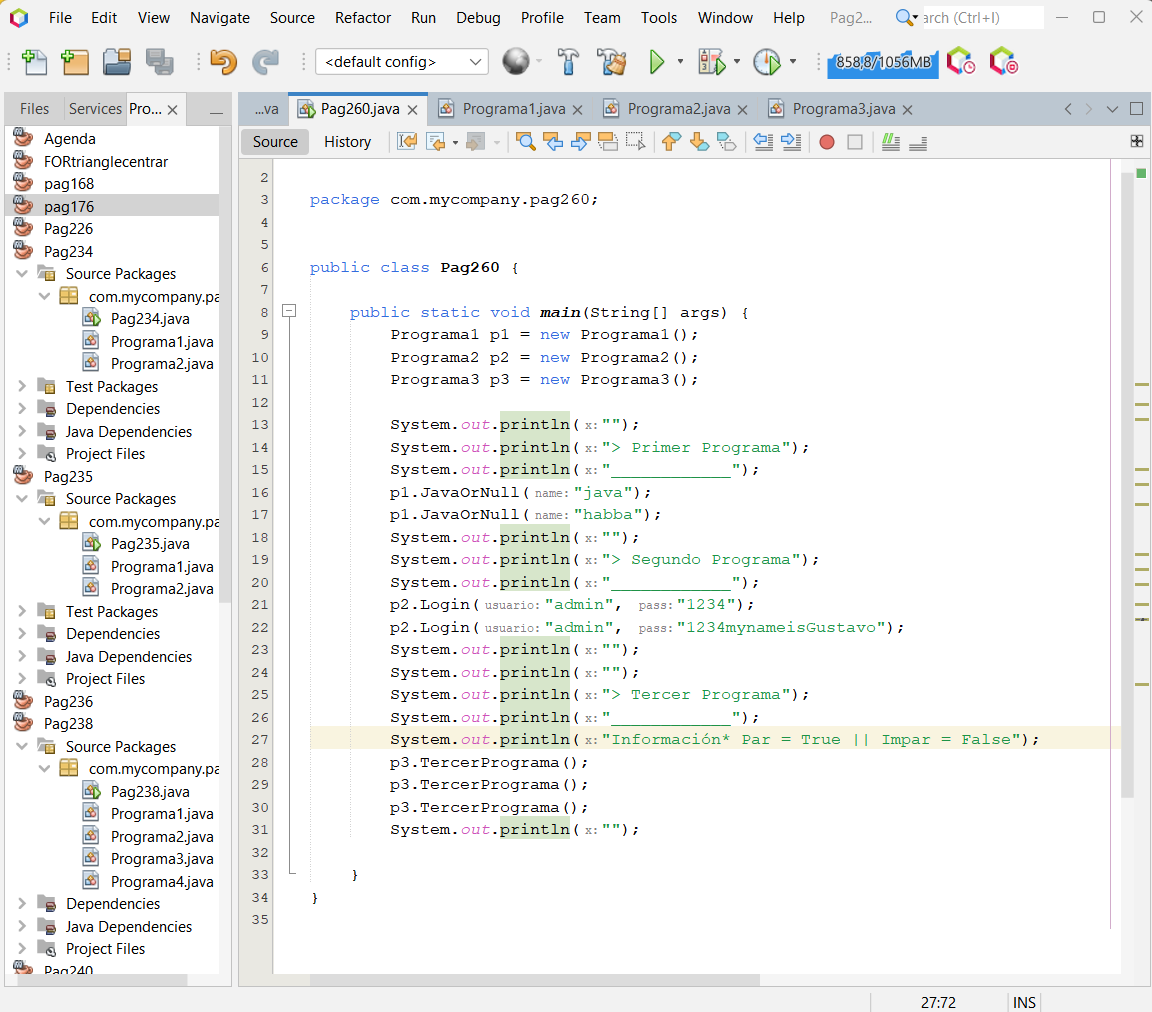 File Edit View Navigate Source Refactor Run Debug Profile Team Tools Window Help Pag2... arch (Ctrl+I)
<default config> 858,8/1056MB
Files Services Pro...
...va Pag260.java Programa1.java Programa2.java Programa3.java
Source History
Agenda
FORtrianglecentrar
pag168
pag176
Pag226
Pag234
Source Packages
com.mycompany.pa
Pag234.java
Programa1.java
Programa2.java
Test Packages
Dependencies
Java Dependencies
Project Files
Pag235
Source Packages
com.mycompany.pa
Pag235.java
Programa1.java
Programa2.java
Test Packages
Dependencies
Java Dependencies
Project Files
Pag236
Pag238
Source Packages
com.mycompany.pa
Pag238.java
Programa1.java
Programa2.java
Programa3.java
Programa4.java
Dependencies
Java Dependencies
Project Files
Pag240
2
3 package com.mycompany.pag260;
4
5
6 public class Pag260 {
7
8 public static void main(String[] args) {
9 Programa1 p1 = new Programa1();
10 Programa2 p2 = new Programa2();
11 Programa3 p3 = new Programa3();
12
13 System.out.println(x:"");
14 System.out.println(x:"> Primer Programa");
15 System.out.println(x:"____________");
16 p1.JavaOrNull(name:"java");
17 p1.JavaOrNull(name:"habba");
18 System.out.println(x:"");
19 System.out.println(x:"> Segundo Programa");
20 System.out.println(x:"____________");
21 p2.Login(usuario:"admin", pass:"1234");
22 p2.Login(usuario:"admin", pass:"1234mynameisGustavo");
23 System.out.println(x:"");
24 System.out.println(x:"");
25 System.out.println(x:"> Tercer Programa");
26 System.out.println(x:"____________");
27 System.out.println(x:"Información* Par = True || Impar = False");
28 p3.TercerPrograma();
29 p3.TercerPrograma();
30 p3.TercerPrograma();
31 System.out.println(x:"");
32
33 }
34 }
35
27:72 INS